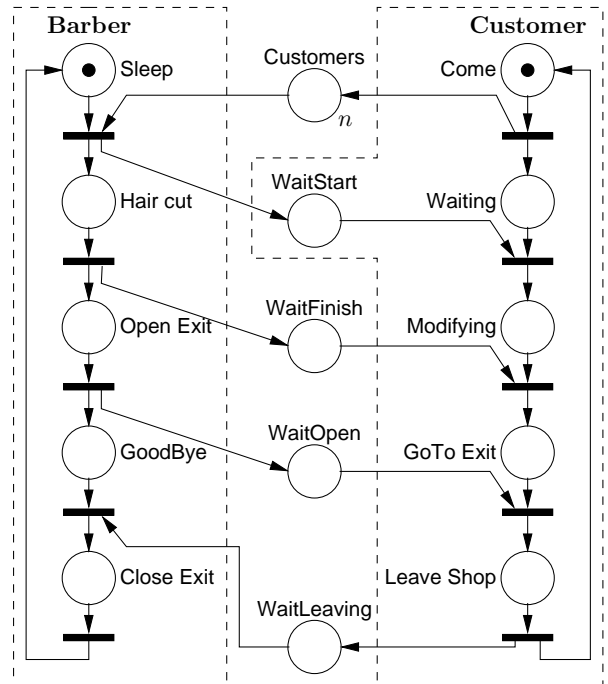 Barber
Customer
Sleep
Customers
Come
n
Hair cut
WaitStart
Waiting
Open Exit
WaitFinish
Modifying
GoodBye
WaitOpen
GoTo Exit
Close Exit
WaitLeaving
Leave Shop